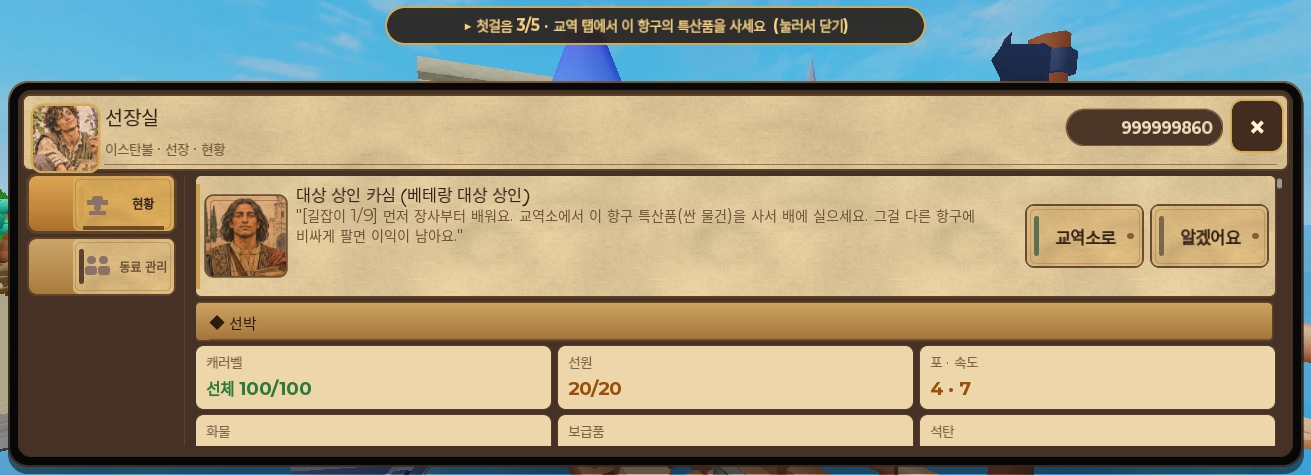 ▸ 첫걸음 3/5 · 교역 탭에서 이 항구의 특산품을 사세요 (눌러서 닫기)
선장실
이스탄불 · 선장 · 현황
999999860
×
현황
동료 관리
대상 상인 카심 (베테랑 대상 상인)
"[길잡이 1/9] 먼저 장사부터 배워요. 교역소에서 이 항구 특산품(싼 물건)을 사서 배에 실으세요. 그걸 다른 항구에
비싸게 팔면 이익이 남아요."
교역소로
알겠어요
◆ 선박
캐러벨
선체 100/100
선원
20/20
포 · 속도
4 · 7
화물
보급품
석탄